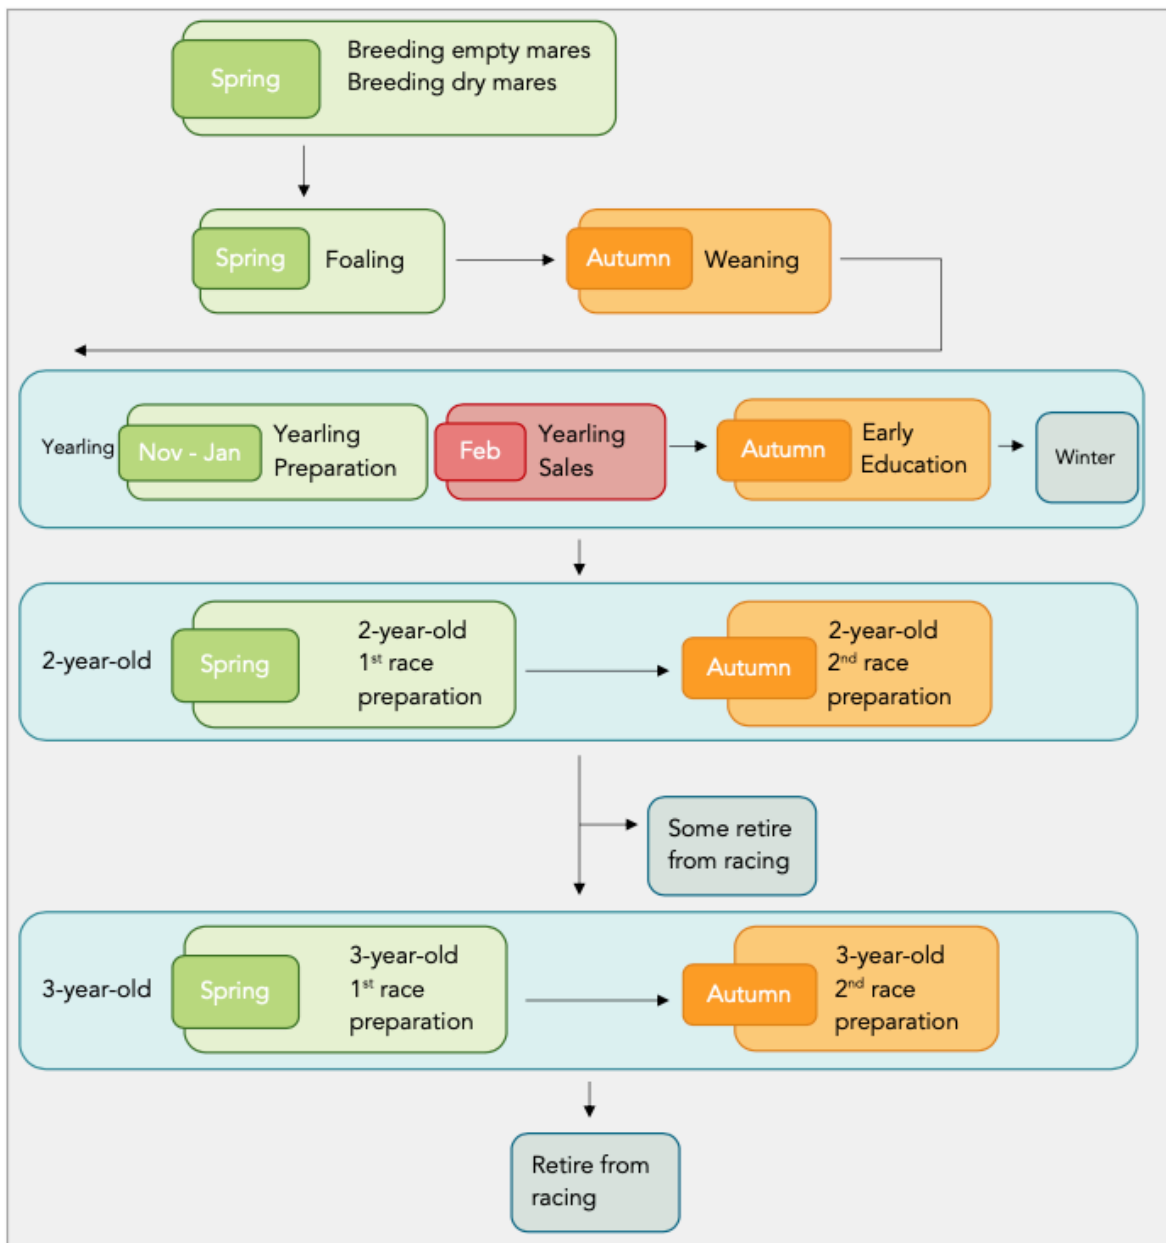 Spring
Breeding empty mares
Breeding dry mares
Spring
Foaling
Autumn
Weaning
Yearling
Nov - Jan
Yearling
Preparation
Feb
Yearling
Sales
Autumn
Early
Education
Winter
2-year-old
Spring
2-year-old
1st race
preparation
Autumn
2-year-old
2nd race
preparation
Some retire
from racing
3-year-old
Spring
3-year-old
1st race
preparation
Autumn
3-year-old
2nd race
preparation
Retire from
racing